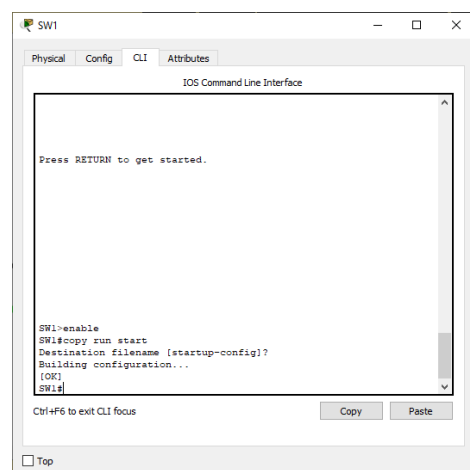 SW1
Physical Config CLI Attributes
IOS Command Line Interface
Press RETURN to get started.
SW1>enable
SW1#copy run start
Destination filename [startup-config]?
Building configuration...
[OK]
SW1#
Ctrl+F6 to exit CLI focus
Copy Paste
Top